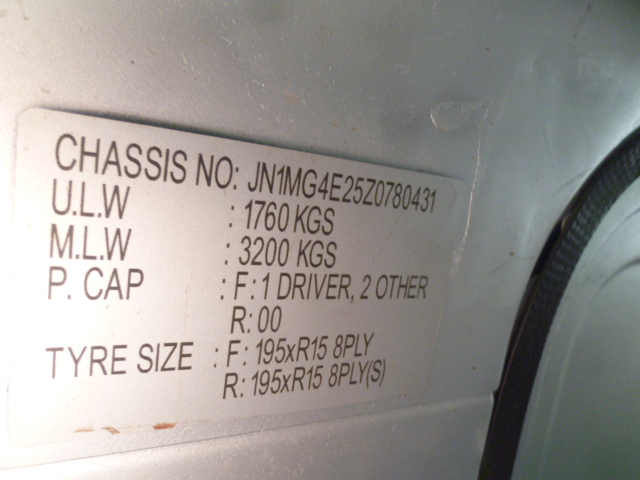 CHASSIS NO: JN1MG4E25Z0780431
U.L.W : 1760 KGS
M.L.W : 3200 KGS
P. CAP : F: 1 DRIVER, 2 OTHER
R: 00
TYRE SIZE : F: 195xR15 8PLY
R: 195xR15 8PLY(S)